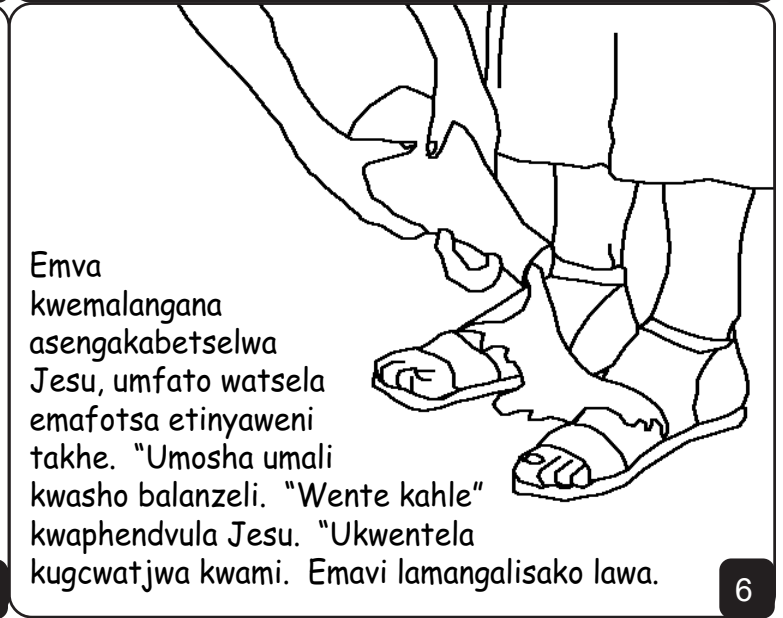 Emva
kwemalangana
asengakabetselwa
Jesu, umfato watsela
emafotsa etinyaweni
takhe. “Umosha umali
kwasho balanzeli. “Wente kahle”
kwaphendvula Jesu. “Ukwentela
kugcwatjwa kwami. Emavi lamangalisako lawa.
6